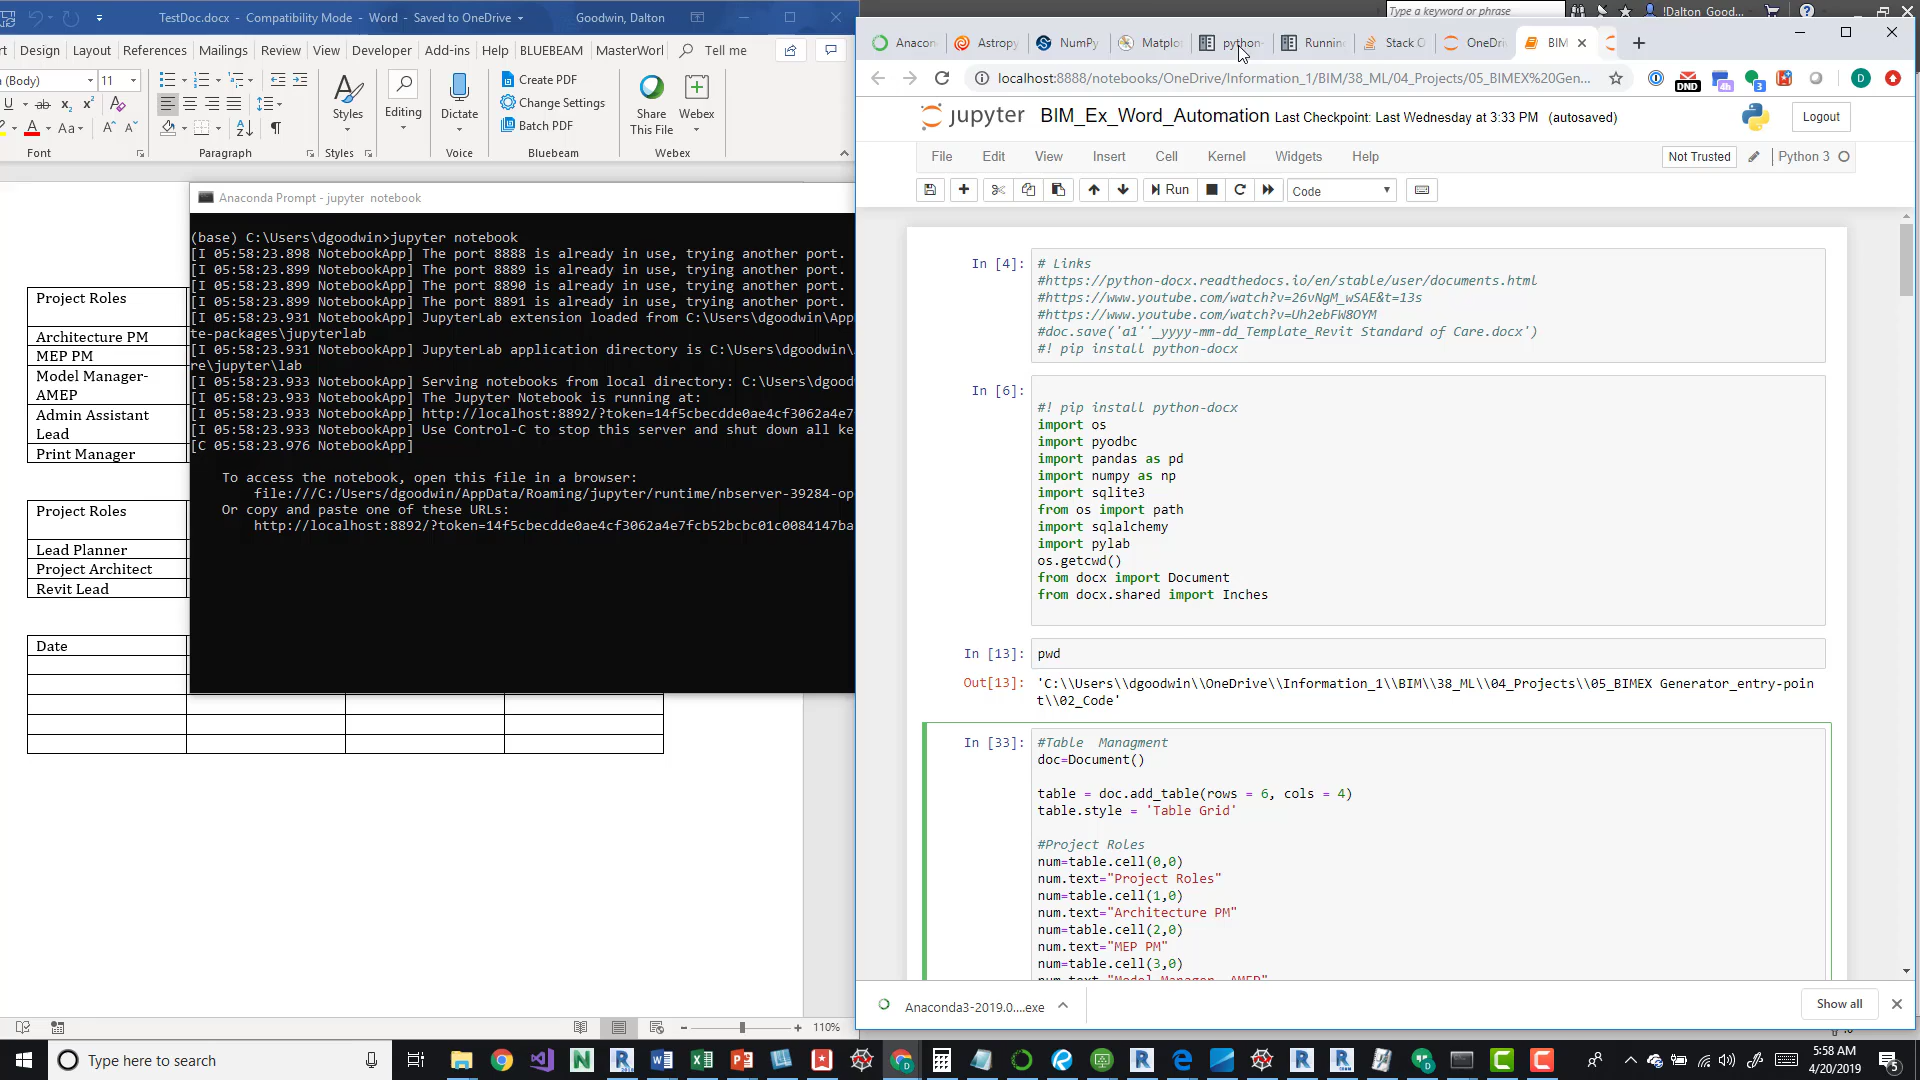 TestDoc.docx - Compatibility Mode - Word - Saved to OneDrive
Goodwin, Dalton
Design Layout References Mailings Review View Developer Add-ins Help BLUEBEAM MasterWorl Tell me
(Body) 11
Styles
Editing
Create PDF
Change Settings
Batch PDF
Dictate
Share This File
Webex
Font Paragraph Styles Voice Bluebeam Webex
Project Roles
Architecture PM
MEP PM
Model Manager-
AMEP
Admin Assistant
Lead
Print Manager
Project Roles
Lead Planner
Project Architect
Revit Lead
Date
110%
Anaconda Prompt - jupyter notebook
(base) C:\Users\dgoodwin>jupyter notebook
[I 05:58:23.898 NotebookApp] The port 8888 is already in use, trying another port.
[I 05:58:23.899 NotebookApp] The port 8889 is already in use, trying another port.
[I 05:58:23.899 NotebookApp] The port 8890 is already in use, trying another port.
[I 05:58:23.899 NotebookApp] The port 8891 is already in use, trying another port.
[I 05:58:23.931 NotebookApp] JupyterLab extension loaded from C:\Users\dgoodwin\App
te-packages\jupyterlab
[I 05:58:23.931 NotebookApp] JupyterLab application directory is C:\Users\dgoodwin\
re\jupyter\lab
[I 05:58:23.933 NotebookApp] Serving notebooks from local directory: C:\Users\dgood
[I 05:58:23.933 NotebookApp] The Jupyter Notebook is running at:
[I 05:58:23.933 NotebookApp] http://localhost:8892/?token=14f5cbecdde0ae4cf3062a4e7
[I 05:58:23.933 NotebookApp] Use Control-C to stop this server and shut down all ke
[C 05:58:23.976 NotebookApp]
To access the notebook, open this file in a browser:
file:///C:/Users/dgoodwin/AppData/Roaming/jupyter/runtime/nbserver-39284-op
Or copy and paste one of these URLs:
http://localhost:8892/?token=14f5cbecdde0ae4cf3062a4e7fcb52bcbc01c0084147ba
Type a keyword or phrase
!Dalton_Good...
Anacon Astropy NumPy Matplo python- Runnin Stack O OneDri BIM
localhost:8888/notebooks/OneDrive/Information_1/BIM/38_ML/04_Projects/05_BIMEX%20Gen...
DND
4h
3
D
jupyter BIM_Ex_Word_Automation Last Checkpoint: Last Wednesday at 3:33 PM (autosaved)
Logout
File Edit View Insert Cell Kernel Widgets Help
Not Trusted
Python 3
Run
Code
In [4]:
# Links
#https://python-docx.readthedocs.io/en/stable/user/documents.html
#https://www.youtube.com/watch?v=26vNgM_wSAE&t=13s
#https://www.youtube.com/watch?v=Uh2ebFW8OYM
#doc.save('a1''_yyyy-mm-dd_Template_Revit Standard of Care.docx')
#! pip install python-docx
In [6]:
#! pip install python-docx
import os
import pyodbc
import pandas as pd
import numpy as np
import sqlite3
from os import path
import sqlalchemy
import pylab
os.getcwd()
from docx import Document
from docx.shared import Inches
In [13]:
pwd
Out[13]:
'C:\\Users\\dgoodwin\\OneDrive\\Information_1\\BIM\\38_ML\\04_Projects\\05_BIMEX Generator_entry-poin
t\\02_Code'
In [33]:
#Table  Managment
doc=Document()
table = doc.add_table(rows = 6, cols = 4)
table.style = 'Table Grid'
#Project Roles
num=table.cell(0,0)
num.text="Project Roles"
num=table.cell(1,0)
num.text="Architecture PM"
num=table.cell(2,0)
num.text="MEP PM"
num=table.cell(3,0)
num.text="Model Manager- AMEP"
Anaconda3-2019.0....exe
Show all
Type here to search
5:58 AM
4/20/2019
5